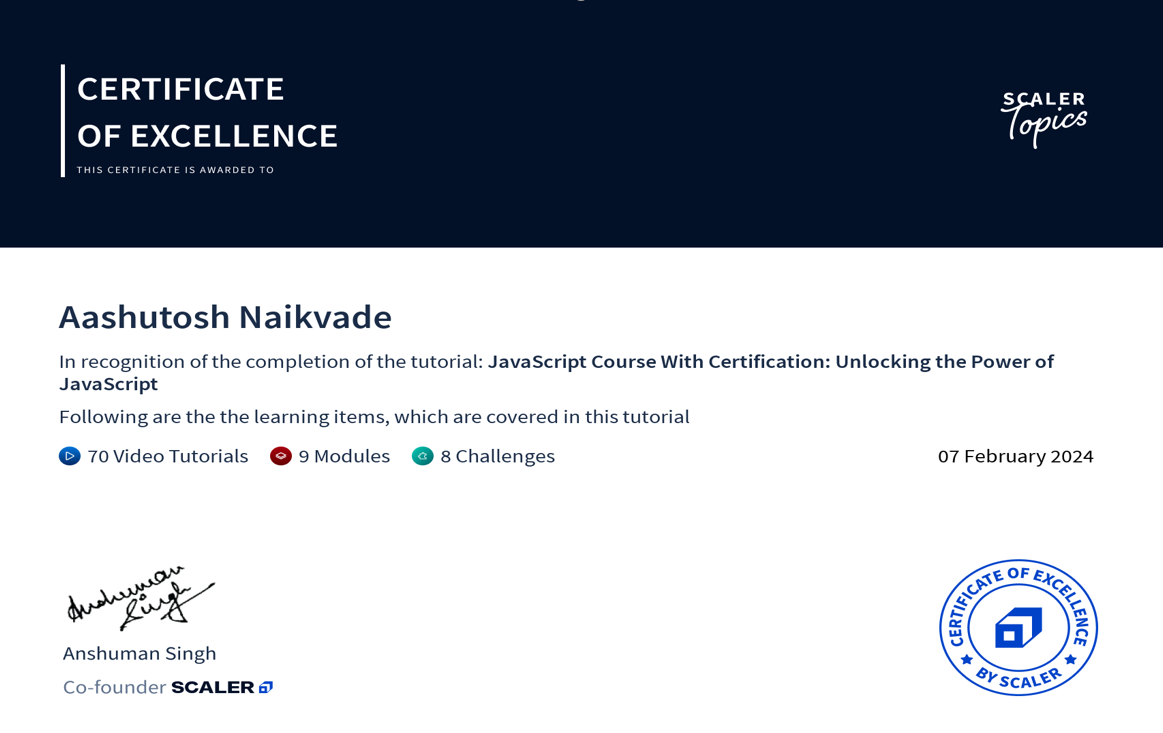 CERTIFICATE
OF EXCELLENCE
THIS CERTIFICATE IS AWARDED TO
SCALER
Topics
Aashutosh Naikvade
In recognition of the completion of the tutorial: JavaScript Course With Certification: Unlocking the Power of
JavaScript
Following are the the learning items, which are covered in this tutorial
70 Video Tutorials 9 Modules 8 Challenges 07 February 2024
Anshuman
Singh
Anshuman Singh
Co-founder SCALER
CERTIFICATE OF EXCELLENCE
BY SCALER